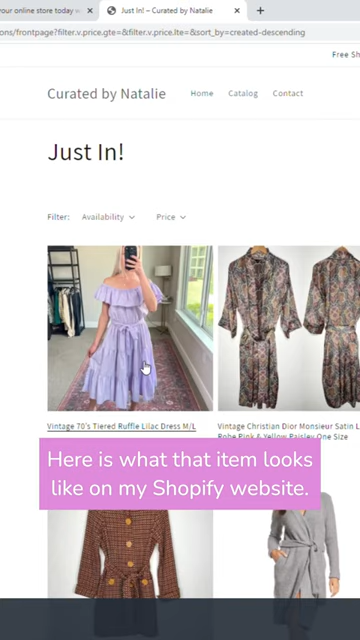 your online store today w
Just In! – Curated by Natalie
ons/frontpage?filter.v.price.gte=&filter.v.price.lte=&sort_by=created-descending
Free Sh
Curated by Natalie
Home
Catalog
Contact
Just In!
Filter:
Availability
Price
Vintage 70's Tiered Ruffle Lilac Dress M/L
Vintage Christian Dior Monsieur Satin L
Robe Pink & Yellow Paisley One Size
Here is what that item looks
like on my Shopify website.